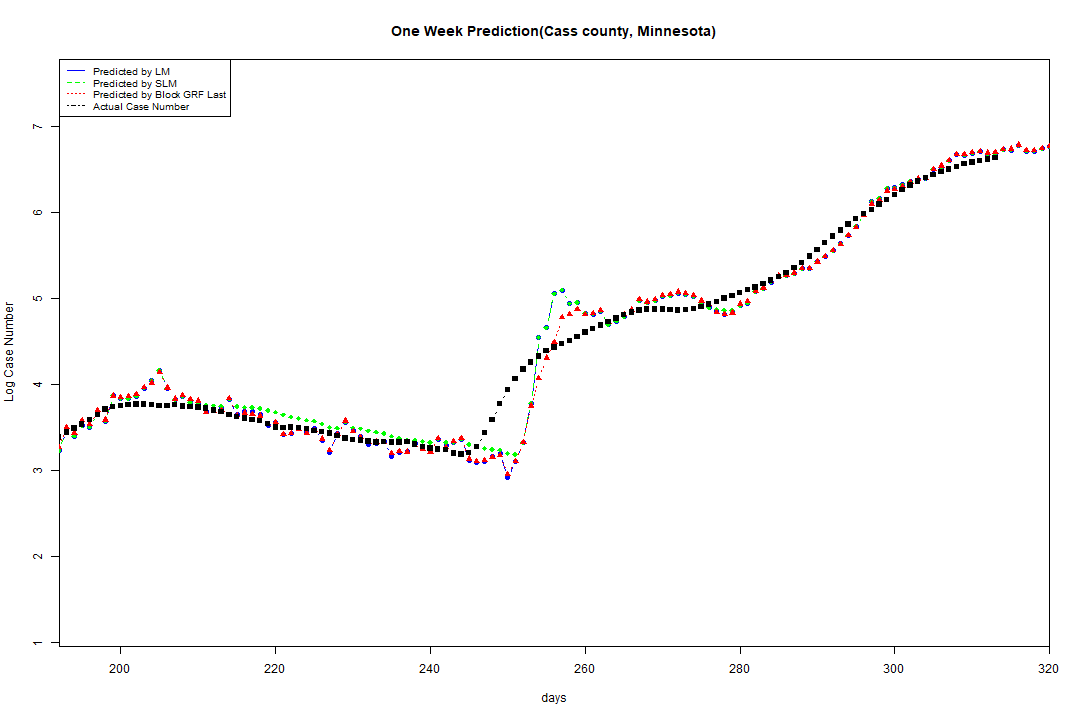 One Week Prediction(Cass county, Minnesota)
Predicted by LM
Predicted by SLM
Predicted by Block GRF Last
Actual Case Number
Log Case Number
7
6
5
4
3
2
1
200 220 240 260 280 300 320
days